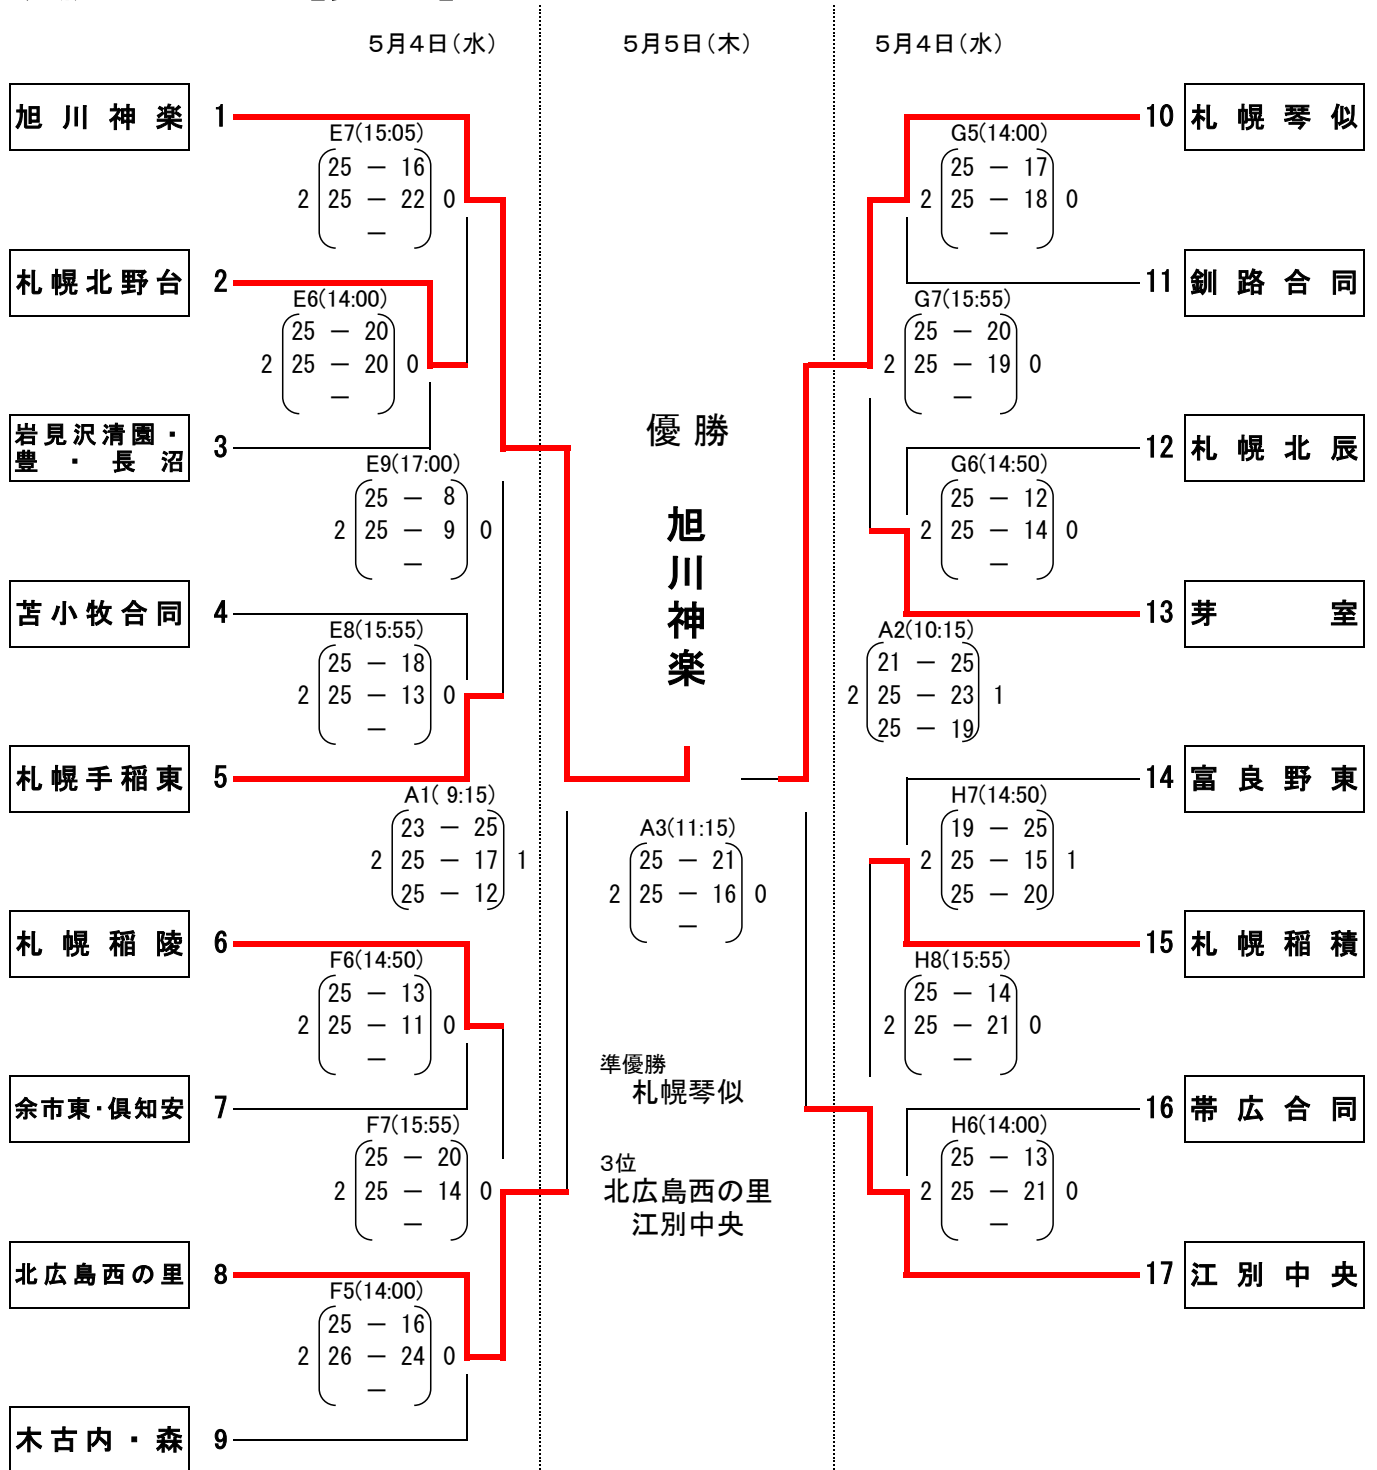 5月4日(水)
5月5日(木)
5月4日(水)
旭川神楽 1
E7(15:05)
25 － 16
2 25 － 22 0
－
札幌北野台 2
E6(14:00)
25 － 20
2 25 － 20 0
－
岩見沢清園・
豊・長沼 3
E9(17:00)
25 － 8
2 25 － 9 0
－
苫小牧合同 4
E8(15:55)
25 － 18
2 25 － 13 0
－
札幌手稲東 5
A1( 9:15)
23 － 25
2 25 － 17 1
25 － 12
札幌稲陵 6
F6(14:50)
25 － 13
2 25 － 11 0
－
余市東・倶知安 7
F7(15:55)
25 － 20
2 25 － 14 0
－
北広島西の里 8
F5(14:00)
25 － 16
2 26 － 24 0
－
木古内・森 9
優勝
旭川神楽
A3(11:15)
25 － 21
2 25 － 16 0
－
準優勝
札幌琴似
3位
北広島西の里
江別中央
10 札幌琴似
G5(14:00)
25 － 17
2 25 － 18 0
－
11 釧路合同
G7(15:55)
25 － 20
2 25 － 19 0
－
12 札幌北辰
G6(14:50)
25 － 12
2 25 － 14 0
－
13 芽室
A2(10:15)
21 － 25
2 25 － 23 1
25 － 19
14 富良野東
H7(14:50)
19 － 25
2 25 － 15 1
25 － 20
15 札幌稲積
H8(15:55)
25 － 14
2 25 － 21 0
－
16 帯広合同
H6(14:00)
25 － 13
2 25 － 21 0
－
17 江別中央